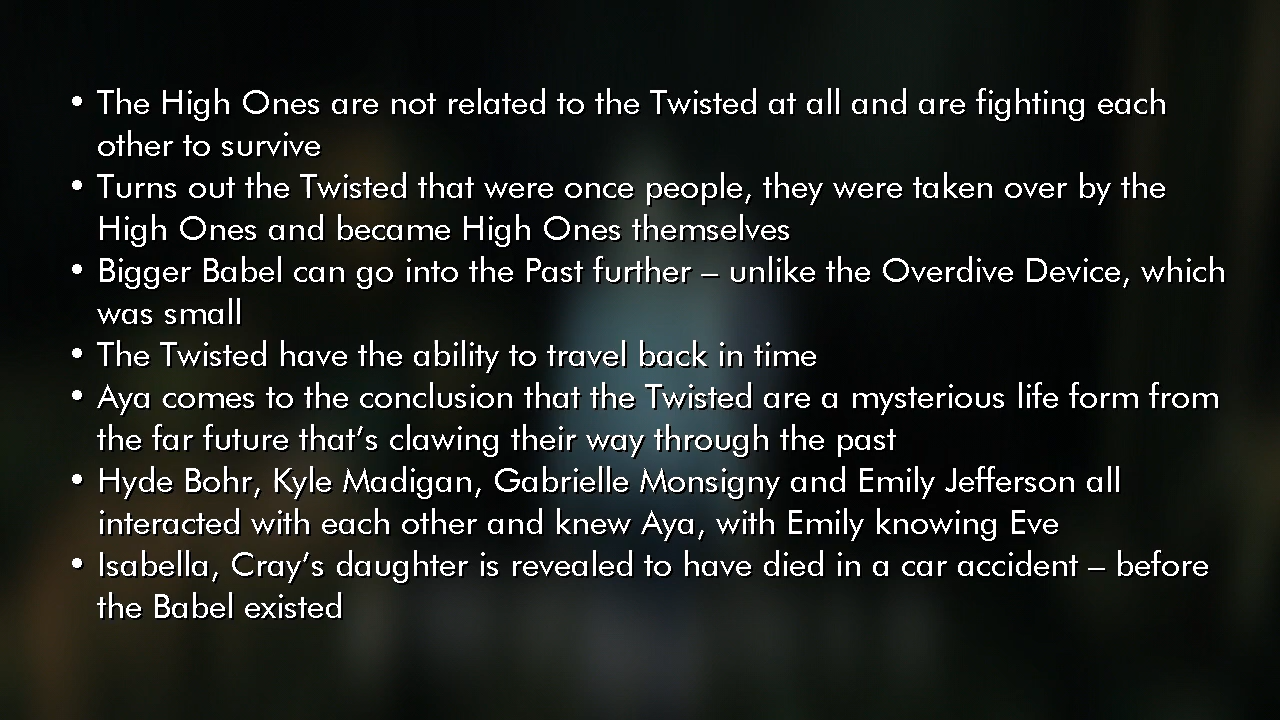 • The High Ones are not related to the Twisted at all and are fighting each
other to survive
• Turns out the Twisted that were once people, they were taken over by the
High Ones and became High Ones themselves
• Bigger Babel can go into the Past further – unlike the Overdive Device, which
was small
• The Twisted have the ability to travel back in time
• Aya comes to the conclusion that the Twisted are a mysterious life form from
the far future that’s clawing their way through the past
• Hyde Bohr, Kyle Madigan, Gabrielle Monsigny and Emily Jefferson all
interacted with each other and knew Aya, with Emily knowing Eve
• Isabella, Cray’s daughter is revealed to have died in a car accident – before
the Babel existed